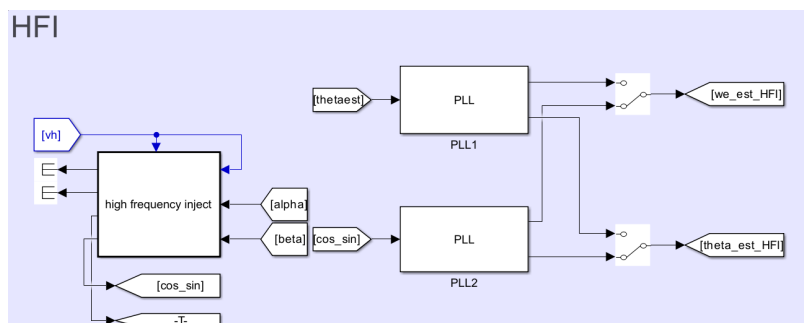 HFI
[thetaest]
PLL
PLL1
[we_est_HFI]
[vh]
high frequency inject
[alpha]
[beta]
[cos_sin]
PLL
PLL2
[theta_est_HFI]
[cos_sin]
-T-